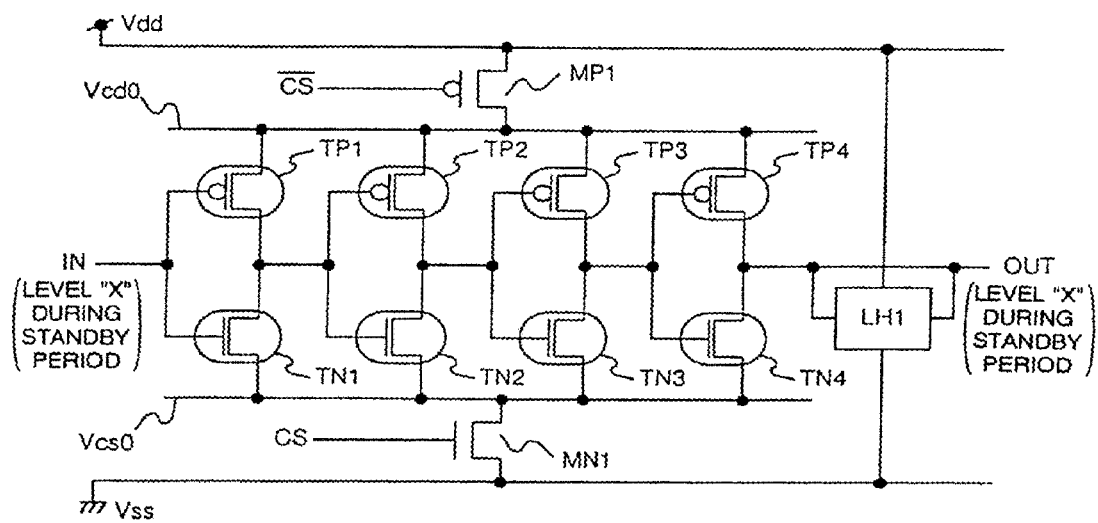 Vdd
C̅S̅
MP1
Vcd0
TP1
TP2
TP3
TP4
IN
(LEVEL "X"
DURING
STANDBY
PERIOD)
OUT
(LEVEL "X"
DURING
STANDBY
PERIOD)
LH1
TN1
TN2
TN3
TN4
Vcs0
CS
MN1
Vss